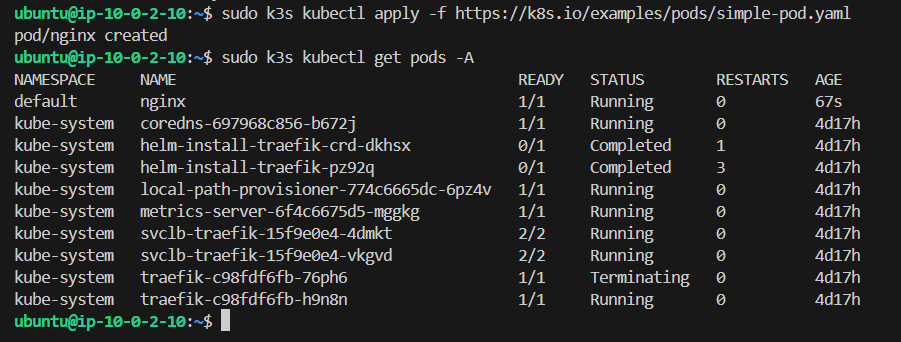 ubuntu@ip-10-0-2-10:~$ sudo k3s kubectl apply -f https://k8s.io/examples/pods/simple-pod.yaml
pod/nginx created
ubuntu@ip-10-0-2-10:~$ sudo k3s kubectl get pods -A
NAMESPACE     NAME                                      READY   STATUS        RESTARTS   AGE
default       nginx                                     1/1     Running       0          67s
kube-system   coredns-697968c856-b672j                  1/1     Running       0          4d17h
kube-system   helm-install-traefik-crd-dkhsx            0/1     Completed     1          4d17h
kube-system   helm-install-traefik-pz92q                0/1     Completed     3          4d17h
kube-system   local-path-provisioner-774c6665dc-6pz4v   1/1     Running       0          4d17h
kube-system   metrics-server-6f4c6675d5-mggkg           1/1     Running       0          4d17h
kube-system   svclb-traefik-15f9e0e4-4dmkt              2/2     Running       0          4d17h
kube-system   svclb-traefik-15f9e0e4-vkgvd              2/2     Running       0          4d17h
kube-system   traefik-c98fdf6fb-76ph6                   1/1     Terminating   0          4d17h
kube-system   traefik-c98fdf6fb-h9n8n                   1/1     Running       0          4d17h
ubuntu@ip-10-0-2-10:~$